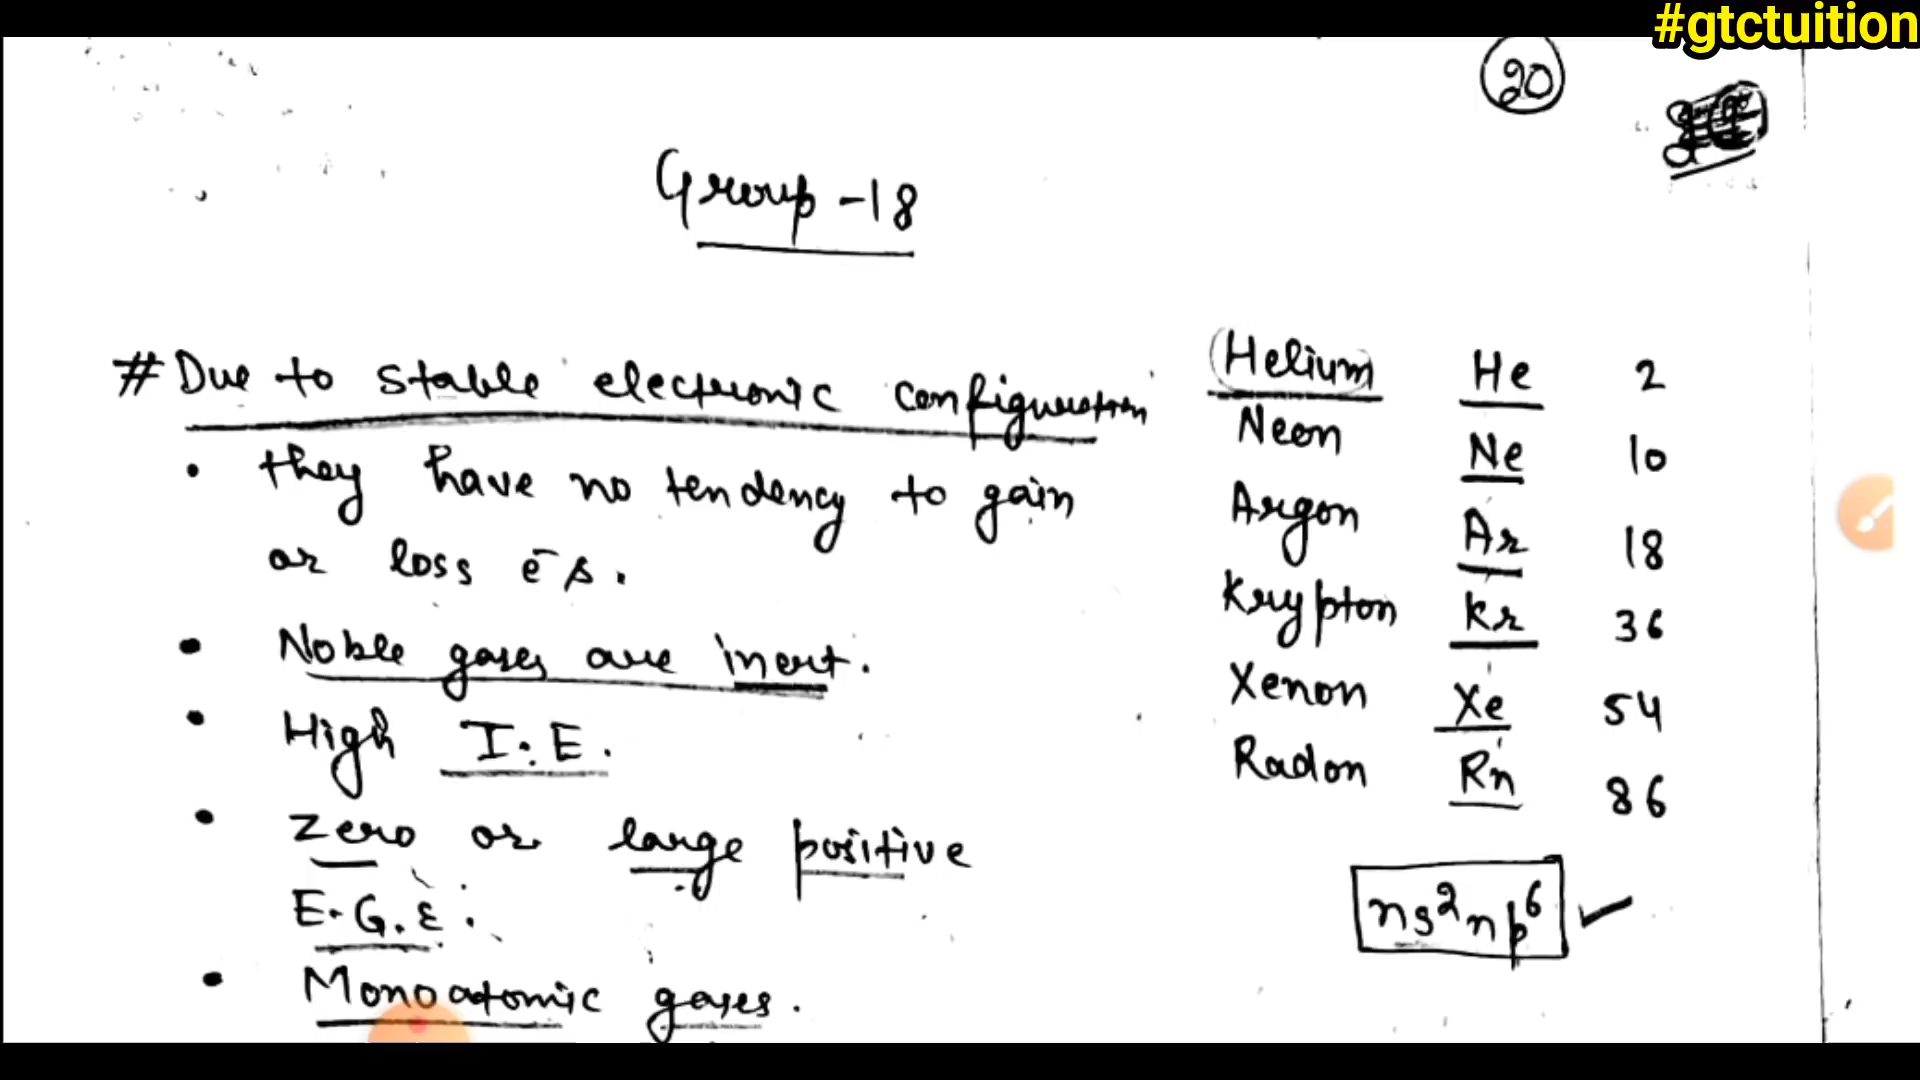 #gtctuition
20
Group -18
# Due to stable electronic configuration
• they have no tendency to gain
or loss e⁻s.
• Noble gases are inert.
• High I.E.
• Zero or large positive
E.G.E.
• Monoatomic gases.
Helium He 2
Neon Ne 10
Argon Ar 18
Krypton Kr 36
Xenon Xe 54
Radon Rn 86
ns²np⁶ ✓